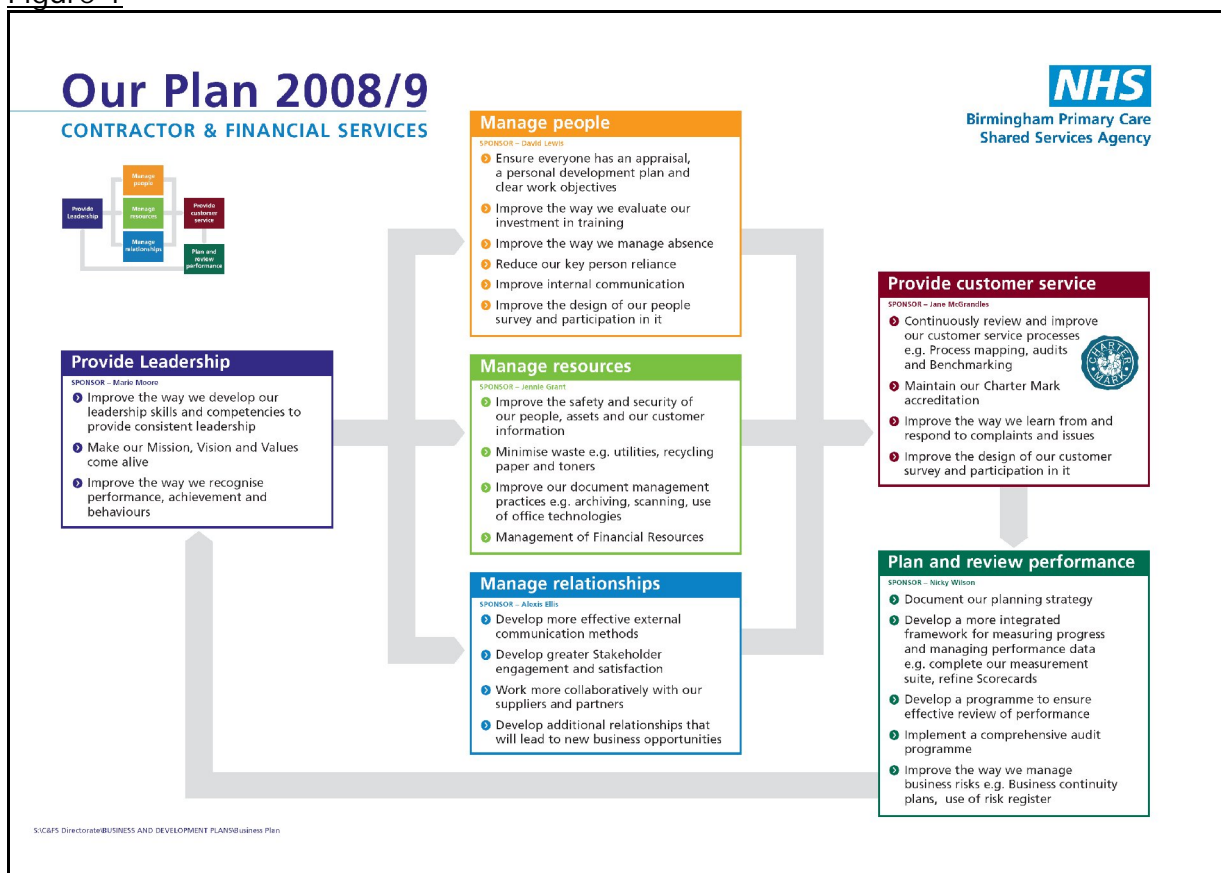 Our Plan 2008/9
CONTRACTOR & FINANCIAL SERVICES
NHS
Birmingham Primary Care
Shared Services Agency
Manage
people
Provide
Leadership
Manage
resources
Provide
customer
service
Manage
relationships
Plan and
review
performance
Provide Leadership
SPONSOR – Marie Moore
Improve the way we develop our
leadership skills and competencies to
provide consistent leadership
Make our Mission, Vision and Values
come alive
Improve the way we recognise
performance, achievement and
behaviours
Manage people
SPONSOR – David Lewis
Ensure everyone has an appraisal,
a personal development plan and
clear work objectives
Improve the way we evaluate our
investment in training
Improve the way we manage absence
Reduce our key person reliance
Improve internal communication
Improve the design of our people
survey and participation in it
Manage resources
SPONSOR – Jennie Grant
Improve the safety and security of
our people, assets and our customer
information
Minimise waste e.g. utilities, recycling
paper and toners
Improve our document management
practices e.g. archiving, scanning, use
of office technologies
Management of Financial Resources
Manage relationships
SPONSOR – Alexis Ellis
Develop more effective external
communication methods
Develop greater Stakeholder
engagement and satisfaction
Work more collaboratively with our
suppliers and partners
Develop additional relationships that
will lead to new business opportunities
Provide customer service
SPONSOR – Jane McGrandles
Continuously review and improve
our customer service processes
e.g. Process mapping, audits
and Benchmarking
CHARTER
MARK
Maintain our Charter Mark
accreditation
Improve the way we learn from and
respond to complaints and issues
Improve the design of our customer
survey and participation in it
Plan and review performance
SPONSOR – Nicky Wilson
Document our planning strategy
Develop a more integrated
framework for measuring progress
and managing performance data
e.g. complete our measurement
suite, refine Scorecards
Develop a programme to ensure
effective review of performance
Implement a comprehensive audit
programme
Improve the way we manage
business risks e.g. Business continuity
plans, use of risk register
S:\C&FS Directorate\BUSINESS AND DEVELOPMENT PLANS\Business Plan